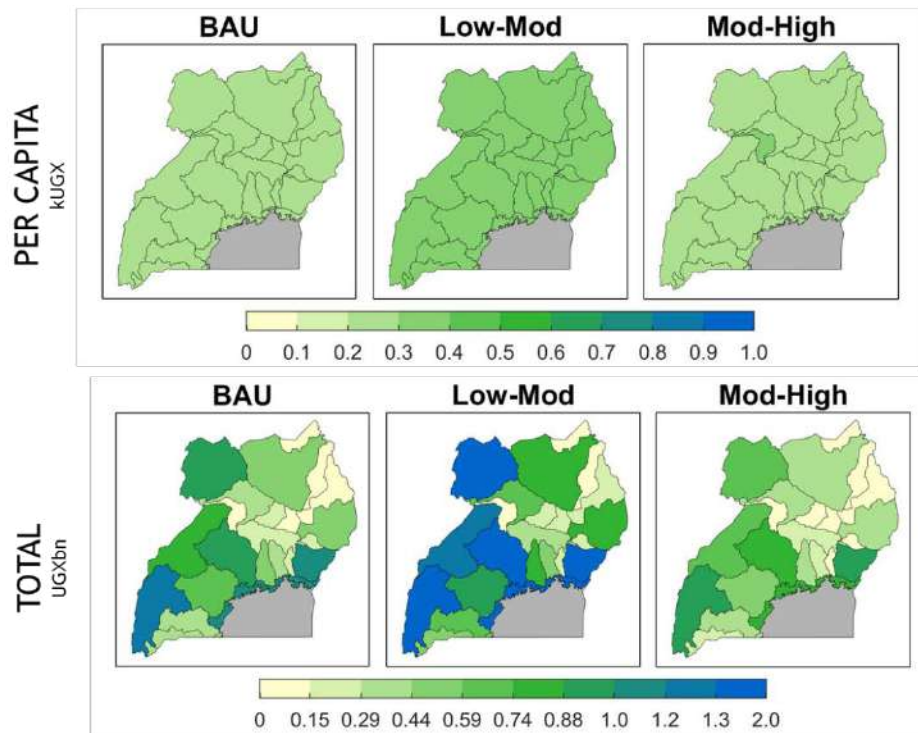 BAU Low-Mod Mod-High
PER CAPITA
kUGX
0 0.1 0.2 0.3 0.4 0.5 0.6 0.7 0.8 0.9 1.0
BAU Low-Mod Mod-High
TOTAL
UGXbn
0 0.15 0.29 0.44 0.59 0.74 0.88 1.0 1.2 1.3 2.0